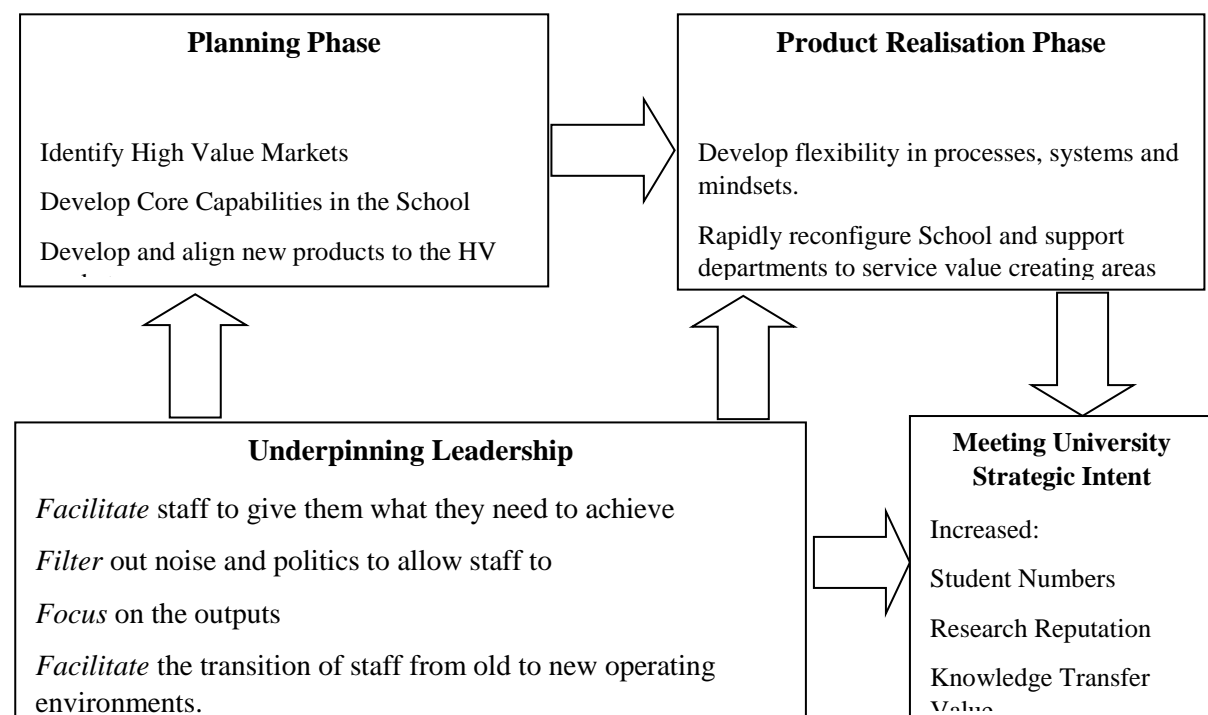 Planning Phase
Identify High Value Markets
Develop Core Capabilities in the School
Develop and align new products to the HV
Product Realisation Phase
Develop flexibility in processes, systems and
mindsets.
Rapidly reconfigure School and support
departments to service value creating areas
Underpinning Leadership
Facilitate staff to give them what they need to achieve
Filter out noise and politics to allow staff to
Focus on the outputs
Facilitate the transition of staff from old to new operating
environments.
Meeting University
Strategic Intent
Increased:
Student Numbers
Research Reputation
Knowledge Transfer
Value